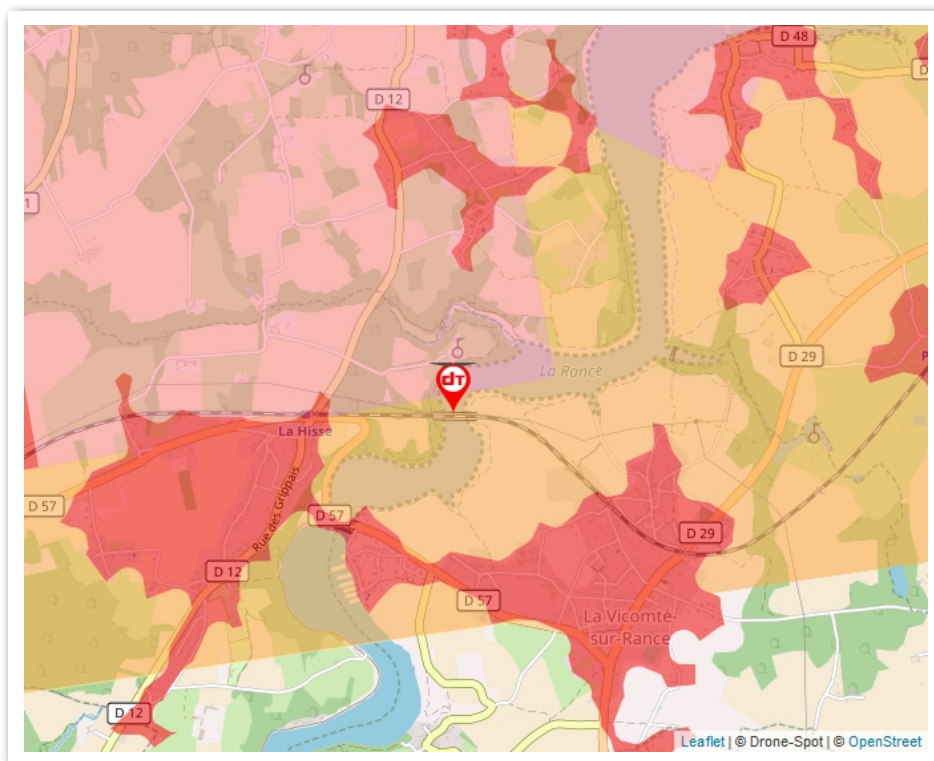 D 48
D 12
La Rance
D 29
La Hisse
D 57
Rue des Grippais
D 57
D 29
D 12
D 57
La Vicomté-
sur-Rance
D 12
Leaflet | © Drone-Spot | © OpenStreet